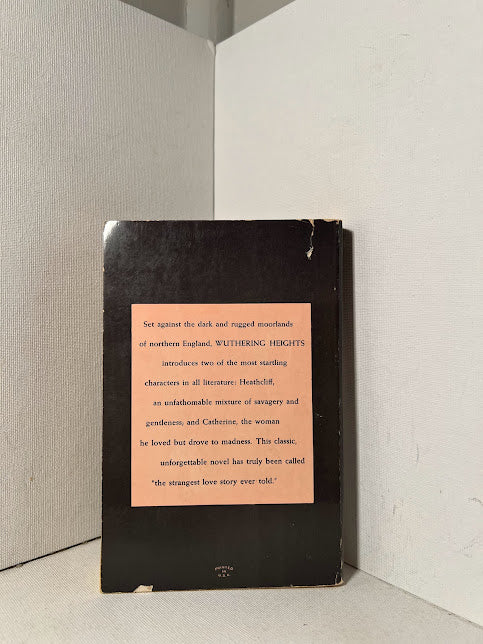 Set against the dark and rugged moorlands
of northern England, WUTHERING HEIGHTS
introduces two of the most startling
characters in all literature: Heathcliff,
an unfathomable mixture of savagery and
gentleness; and Catherine, the woman
he loved but drove to madness. This classic,
unforgettable novel has truly been called
"the strangest love story ever told."
PRINTED
IN
U.S.A.